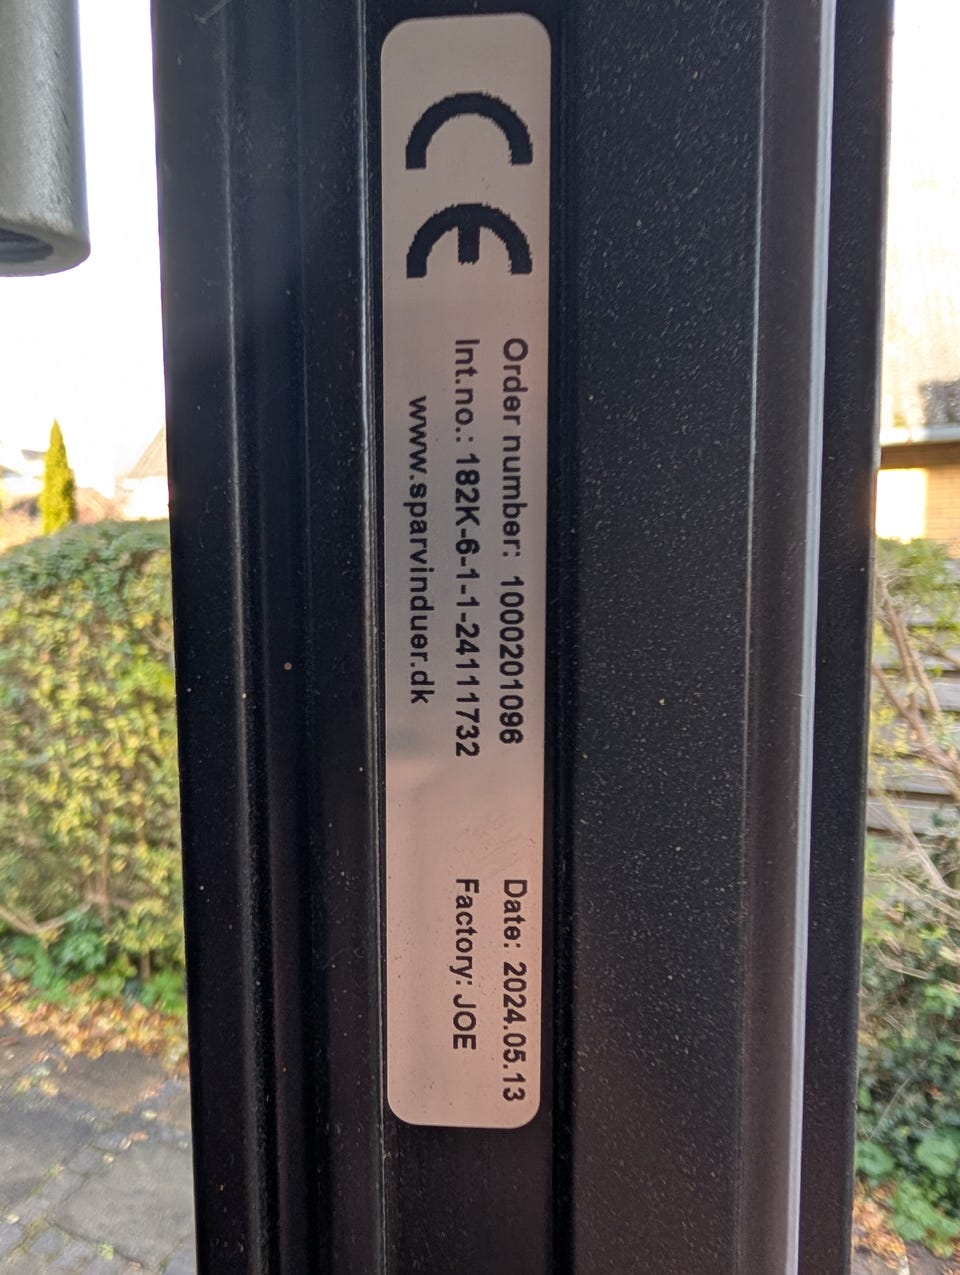 CE
Order number: 1000201096
Date: 2024.05.13
Int.no.: 182K-6-1-1-24111732
Factory: JOE
www.sparvinduer.dk